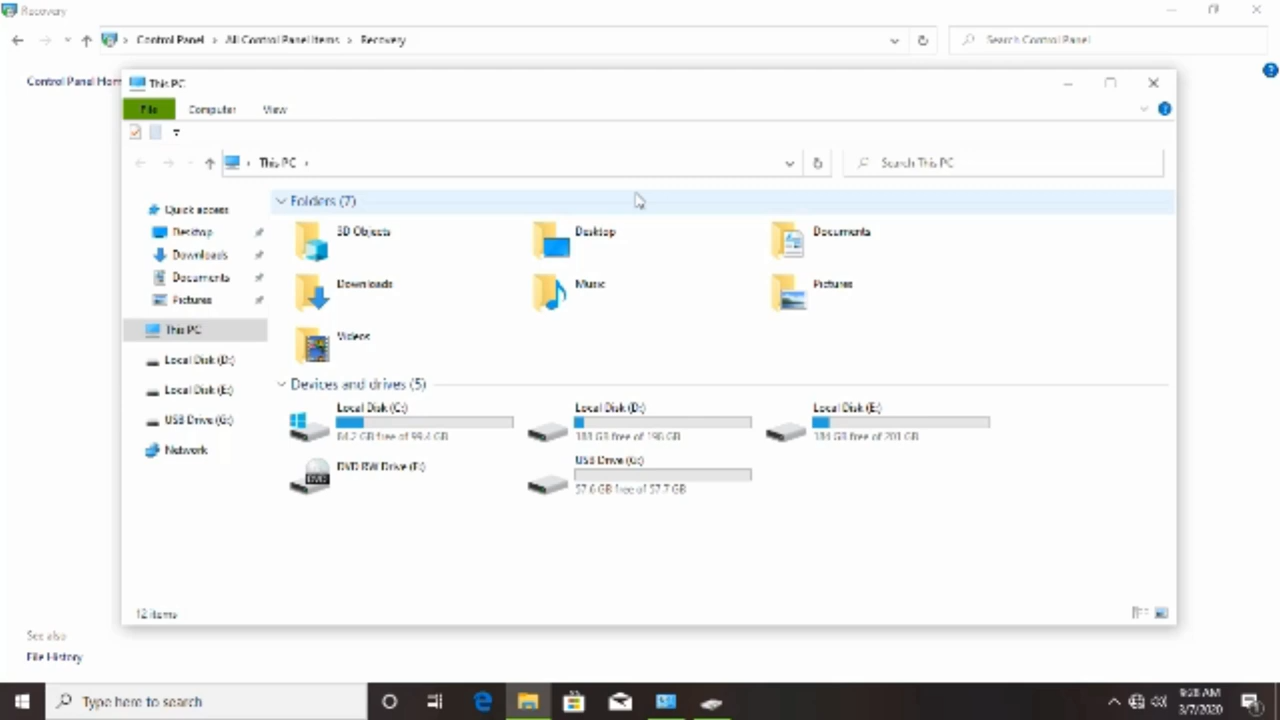 Recovery
Control Panel > All Control Panel Items > Recovery
Search Control Panel
Control Panel Hom
This PC
File
Computer
View
This PC
Search This PC
Quick access
Desktop
Downloads
Documents
Pictures
This PC
Local Disk (D:)
Local Disk (E:)
USB Drive (G:)
Network
Folders (7)
3D Objects
Desktop
Documents
Downloads
Music
Pictures
Videos
Devices and drives (5)
Local Disk (C:)
64.2 GB free of 99.4 GB
Local Disk (D:)
188 GB free of 196 GB
Local Disk (E:)
184 GB free of 201 GB
DVD RW Drive (F:)
DVD
USB Drive (G:)
57.6 GB free of 57.7 GB
12 items
See also
File History
Type here to search
9:28 AM
3/7/2020